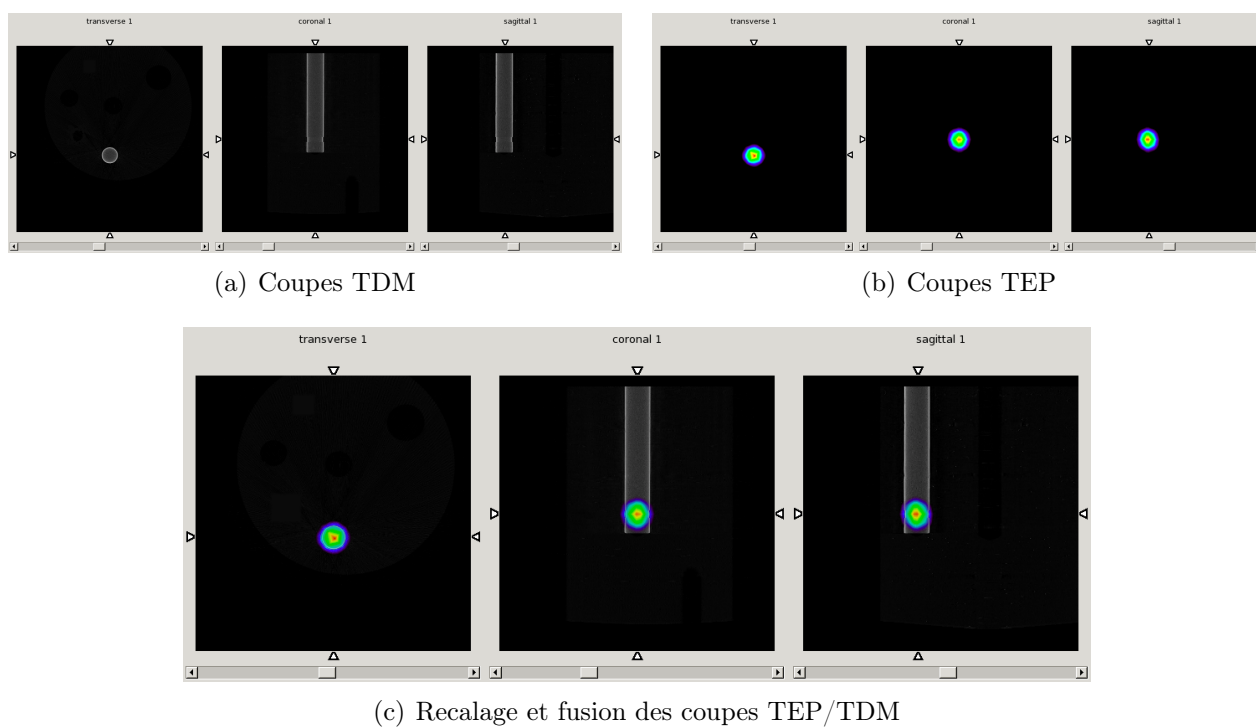 transverse 1 coronal 1 sagittal 1
transverse 1 coronal 1 sagittal 1
(a) Coupes TDM
(b) Coupes TEP
transverse 1 coronal 1 sagittal 1
(c) Recalage et fusion des coupes TEP/TDM